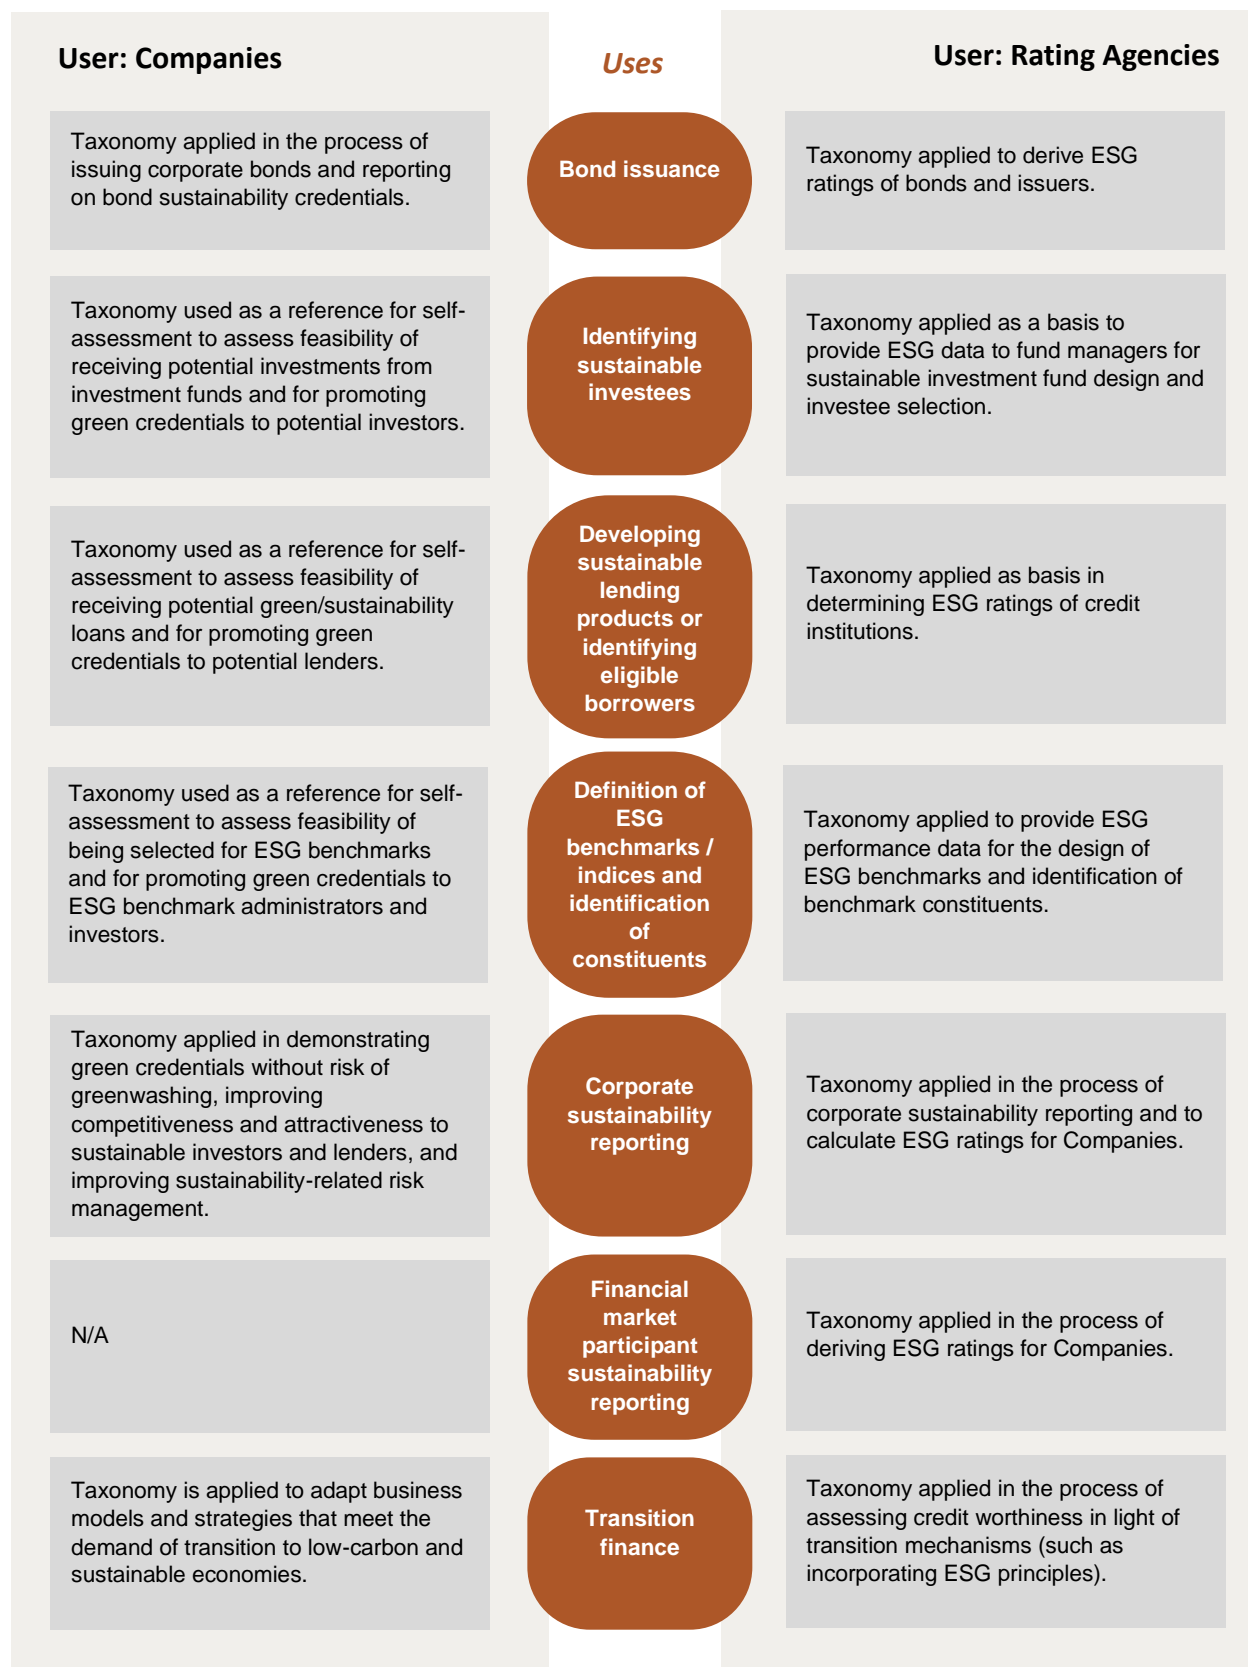 User: Companies
Uses
User: Rating Agencies
Taxonomy applied in the process of
issuing corporate bonds and reporting
on bond sustainability credentials.
Bond issuance
Taxonomy applied to derive ESG
ratings of bonds and issuers.
Taxonomy used as a reference for self-
assessment to assess feasibility of
receiving potential investments from
investment funds and for promoting
green credentials to potential investors.
Identifying
sustainable
investees
Taxonomy applied as a basis to
provide ESG data to fund managers for
sustainable investment fund design and
investee selection.
Taxonomy used as a reference for self-
assessment to assess feasibility of
receiving potential green/sustainability
loans and for promoting green
credentials to potential lenders.
Developing
sustainable
lending
products or
identifying
eligible
borrowers
Taxonomy applied as basis in
determining ESG ratings of credit
institutions.
Taxonomy used as a reference for self-
assessment to assess feasibility of
being selected for ESG benchmarks
and for promoting green credentials to
ESG benchmark administrators and
investors.
Definition of
ESG
benchmarks /
indices and
identification
of
constituents
Taxonomy applied to provide ESG
performance data for the design of
ESG benchmarks and identification of
benchmark constituents.
Taxonomy applied in demonstrating
green credentials without risk of
greenwashing, improving
competitiveness and attractiveness to
sustainable investors and lenders, and
improving sustainability-related risk
management.
Corporate
sustainability
reporting
Taxonomy applied in the process of
corporate sustainability reporting and to
calculate ESG ratings for Companies.
N/A
Financial
market
participant
sustainability
reporting
Taxonomy applied in the process of
deriving ESG ratings for Companies.
Taxonomy is applied to adapt business
models and strategies that meet the
demand of transition to low-carbon and
sustainable economies.
Transition
finance
Taxonomy applied in the process of
assessing credit worthiness in light of
transition mechanisms (such as
incorporating ESG principles).